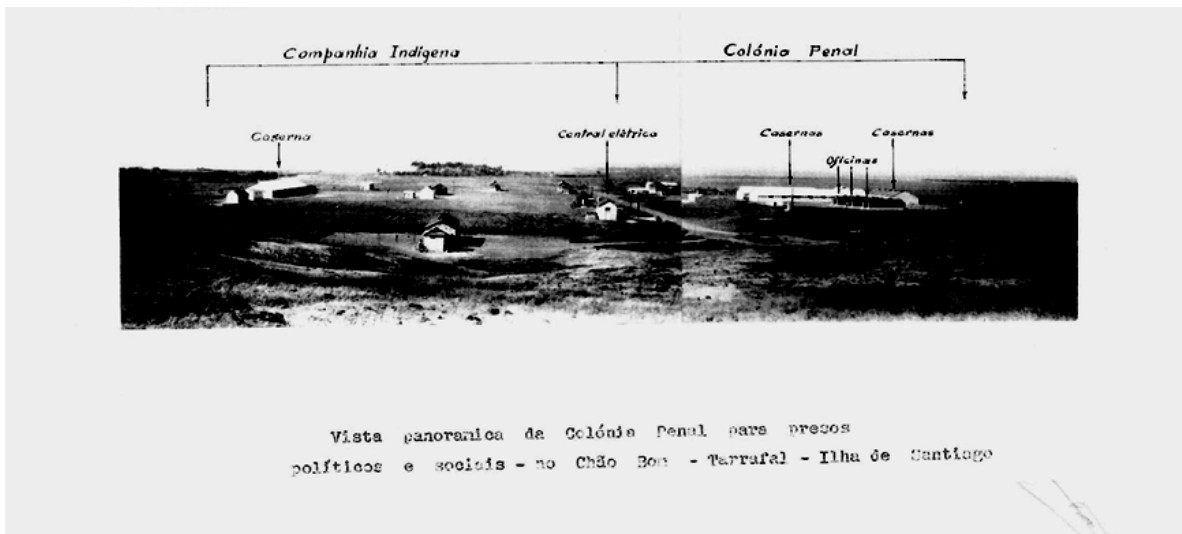 Companhia Indígena
Colónia Penal
Caserna
Central elétrica
Casernas
Casernas
Oficinas
Vista panoramica da Colónia Penal para presos
políticos e sociais - no Chão Bom - Tarrafal - Ilha de Santiago